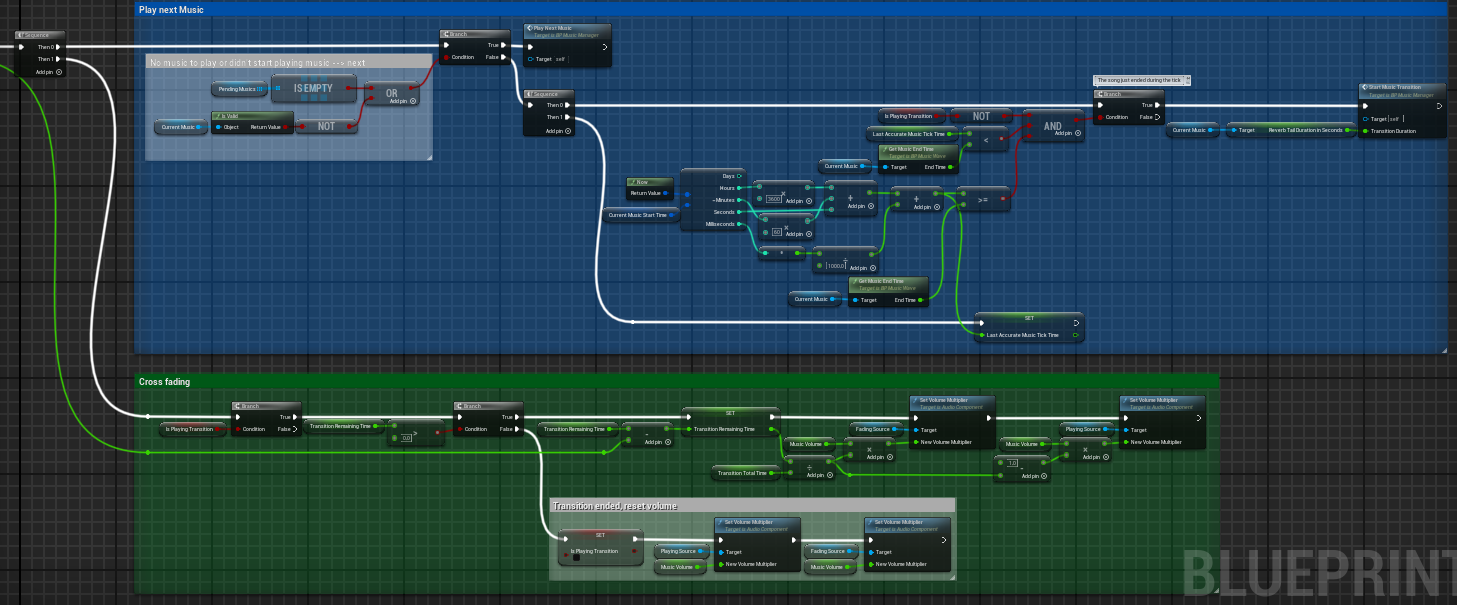 Play next Music
Sequence
Then 0
Then 1
Add pin
No music to play or didn't start playing music --> next
Pending Musics
IS EMPTY
OR
Add pin
Current Music
Is Valid
Object
Return Value
NOT
Branch
True
Condition
False
Play Next Music
Target is BP Music Manager
Target
self
Sequence
Then 0
Then 1
Add pin
Is Playing Transition
NOT
Last Accurate Music Tick Time
<
AND
Add pin
Current Music
Get Music End Time
Target is BP Music Wave
Target
End Time
The song just ended during the tick
Branch
True
Condition
False
Current Music
Target
Reverb Tail Duration in Seconds
Start Music Transition
Target is BP Music Manager
Target
self
Transition Duration
Now
Return Value
Current Music Start Time
-
Days
Hours
Minutes
Seconds
Milliseconds
3600
×
Add pin
60
×
Add pin
+
Add pin
+
Add pin
>=
1000.0
÷
Add pin
Current Music
Get Music End Time
Target is BP Music Wave
Target
End Time
SET
Last Accurate Music Tick Time
Cross fading
Is Playing Transition
Branch
True
Condition
False
Transition Remaining Time
0.0
>
Branch
True
Condition
False
Transition Remaining Time
-
Add pin
SET
Transition Remaining Time
Transition Total Time
÷
Add pin
Music Volume
×
Add pin
Fading Source
Set Volume Multiplier
Target is Audio Component
Target
New Volume Multiplier
1.0
-
Add pin
Music Volume
×
Add pin
Playing Source
Set Volume Multiplier
Target is Audio Component
Target
New Volume Multiplier
Transition ended, reset volume
SET
Is Playing Transition
Playing Source
Music Volume
Set Volume Multiplier
Target is Audio Component
Target
New Volume Multiplier
Fading Source
Music Volume
Set Volume Multiplier
Target is Audio Component
Target
New Volume Multiplier
BLUEPRINT